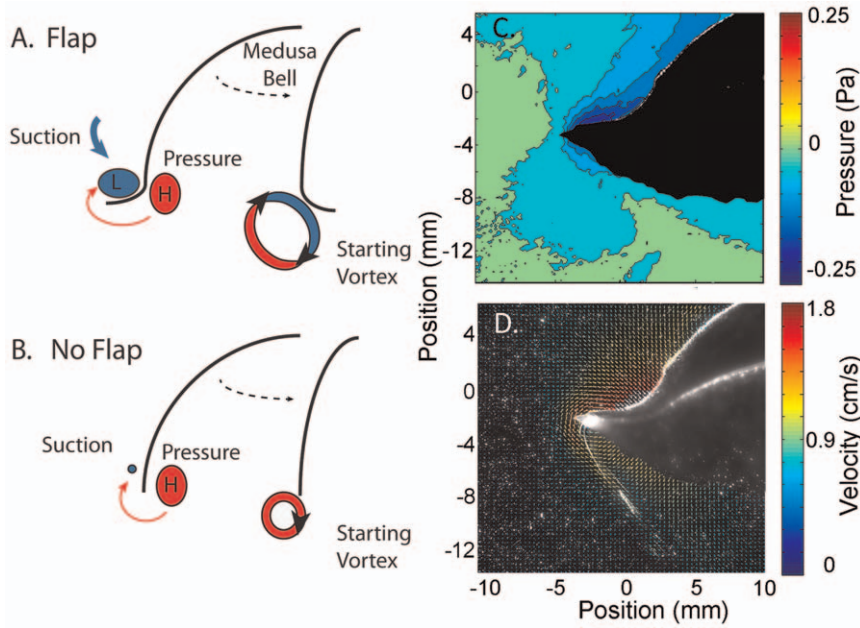 A. Flap
Medusa
Bell
Suction
Pressure
L
H
Starting
Vortex
B. No Flap
Suction
Pressure
H
Starting
Vortex
C.
4
0
-4
-8
-12
0.25
0
-0.25
Pressure (Pa)
Position (mm)
D.
4
0
-4
-8
-12
-10
-5
0
5
10
Position (mm)
1.8
0.9
0
Velocity (cm/s)